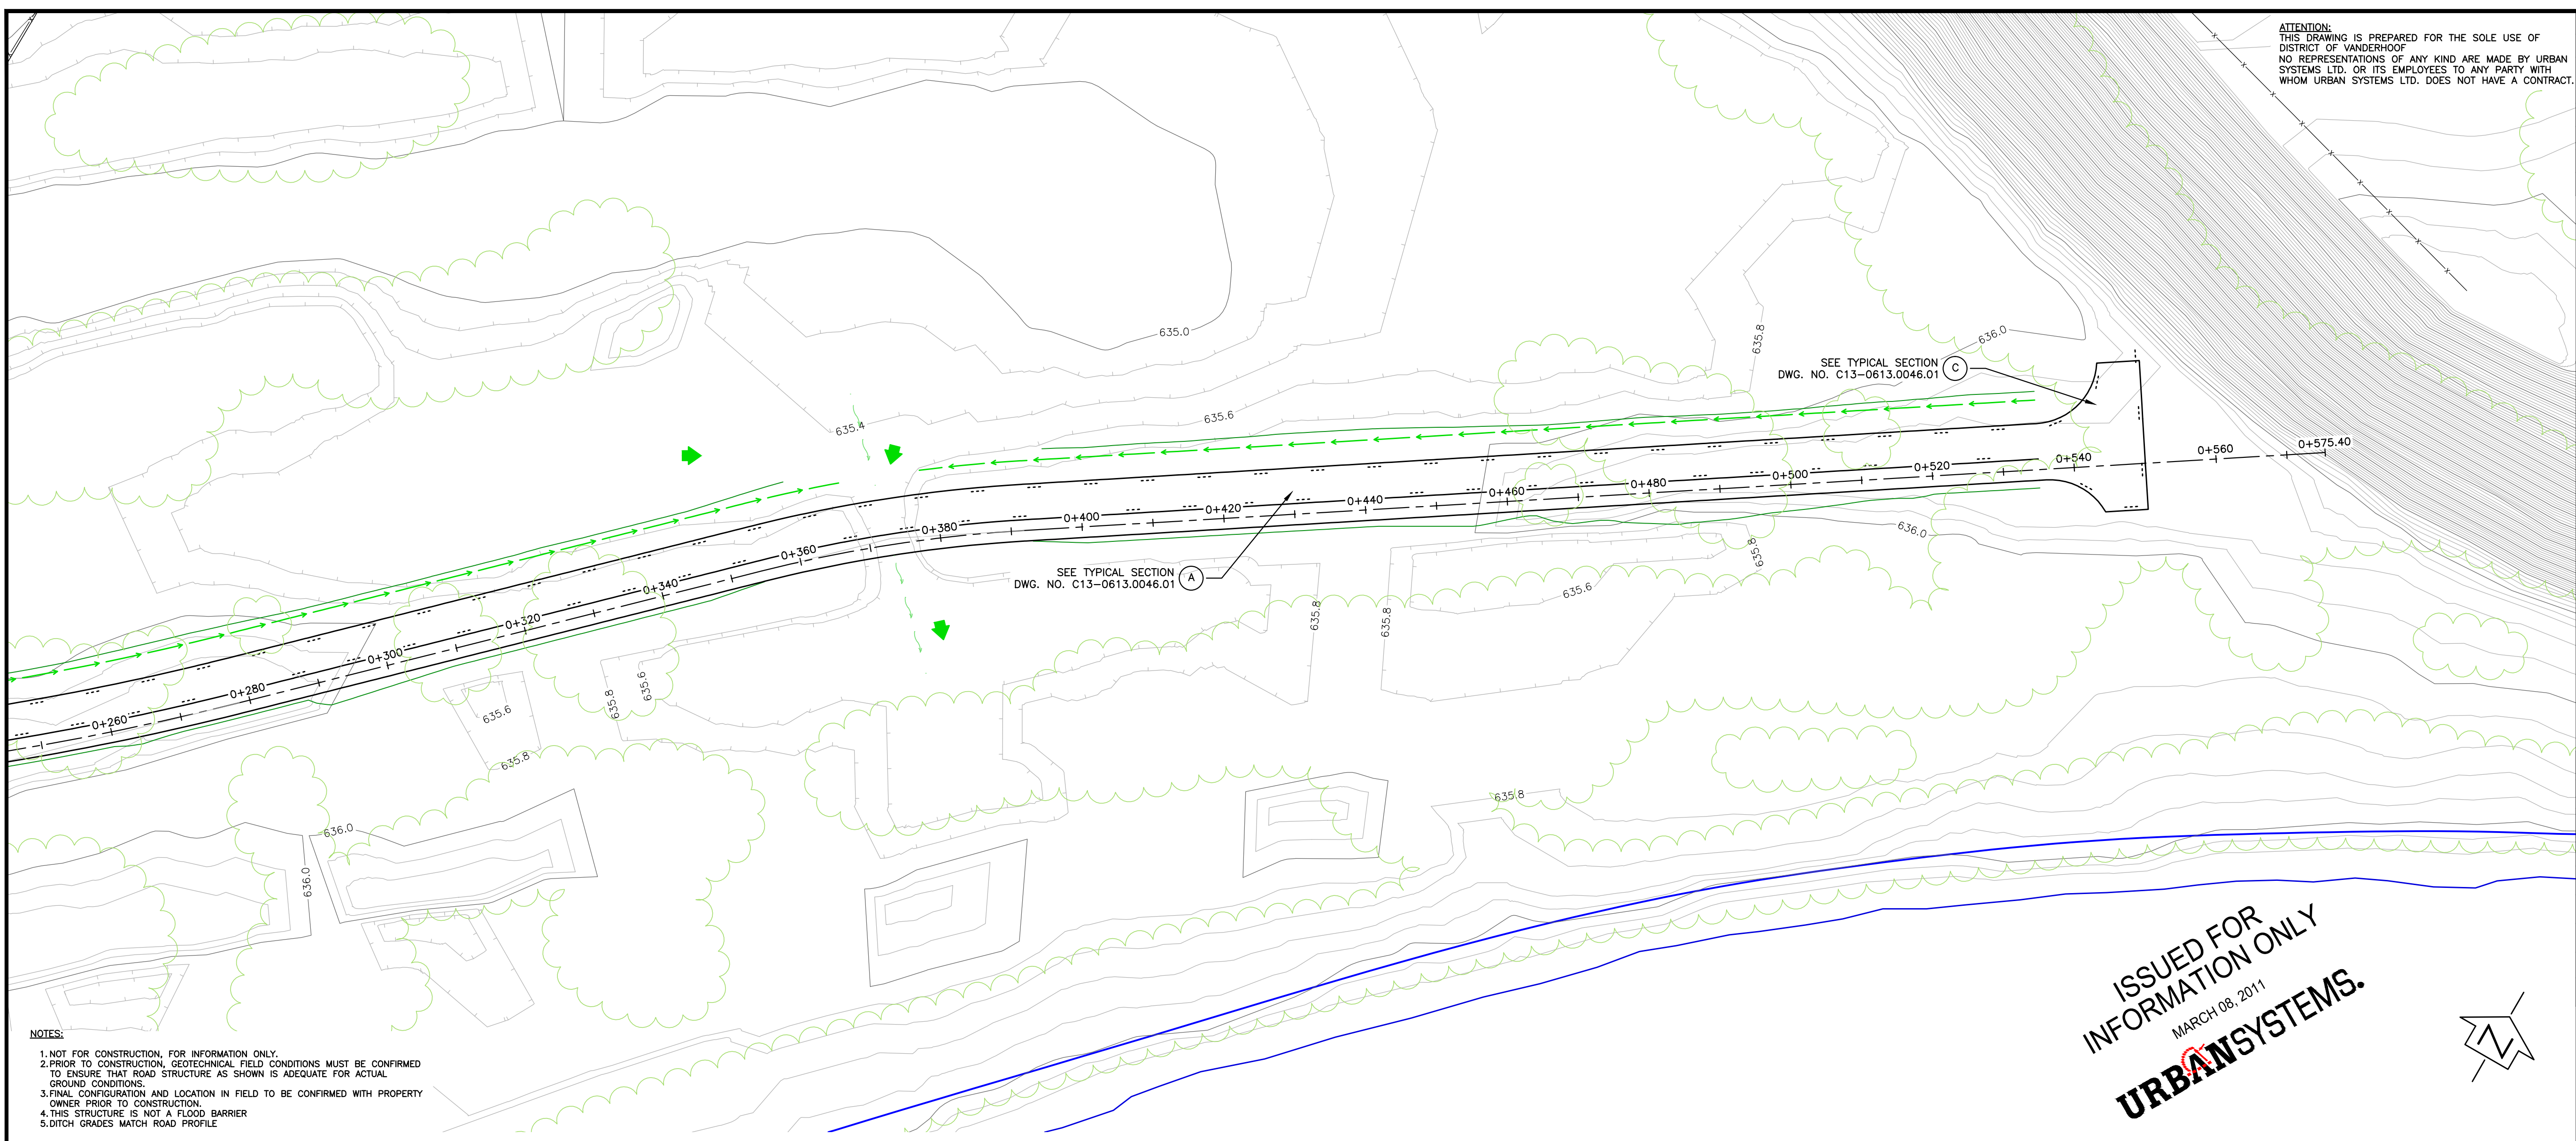 ATTENTION:
THIS DRAWING IS PREPARED FOR THE SOLE USE OF
DISTRICT OF VANDERHOOF
NO REPRESENTATIONS OF ANY KIND ARE MADE BY URBAN
SYSTEMS LTD. OR ITS EMPLOYEES TO ANY PARTY WITH
WHOM URBAN SYSTEMS LTD. DOES NOT HAVE A CONTRACT.
635.0
635.8
636.0
SEE TYPICAL SECTION
DWG. NO. C13-0613.0046.01
C
635.4
635.6
0+260
0+280
0+300
0+320
0+340
0+360
0+380
0+400
0+420
0+440
0+460
0+480
0+500
0+520
0+540
0+560
0+575.40
SEE TYPICAL SECTION
DWG. NO. C13-0613.0046.01
A
636.0
635.8
635.6
635.8
635.8
635.6
635.8
635.6
635.8
635.8
636.0
636.0
ISSUED FOR
INFORMATION ONLY
MARCH 08, 2011
URBANSYSTEMS.
N
NOTES:
1. NOT FOR CONSTRUCTION, FOR INFORMATION ONLY.
2. PRIOR TO CONSTRUCTION, GEOTECHNICAL FIELD CONDITIONS MUST BE CONFIRMED
TO ENSURE THAT ROAD STRUCTURE AS SHOWN IS ADEQUATE FOR ACTUAL
GROUND CONDITIONS.
3. FINAL CONFIGURATION AND LOCATION IN FIELD TO BE CONFIRMED WITH PROPERTY
OWNER PRIOR TO CONSTRUCTION.
4. THIS STRUCTURE IS NOT A FLOOD BARRIER
5. DITCH GRADES MATCH ROAD PROFILE